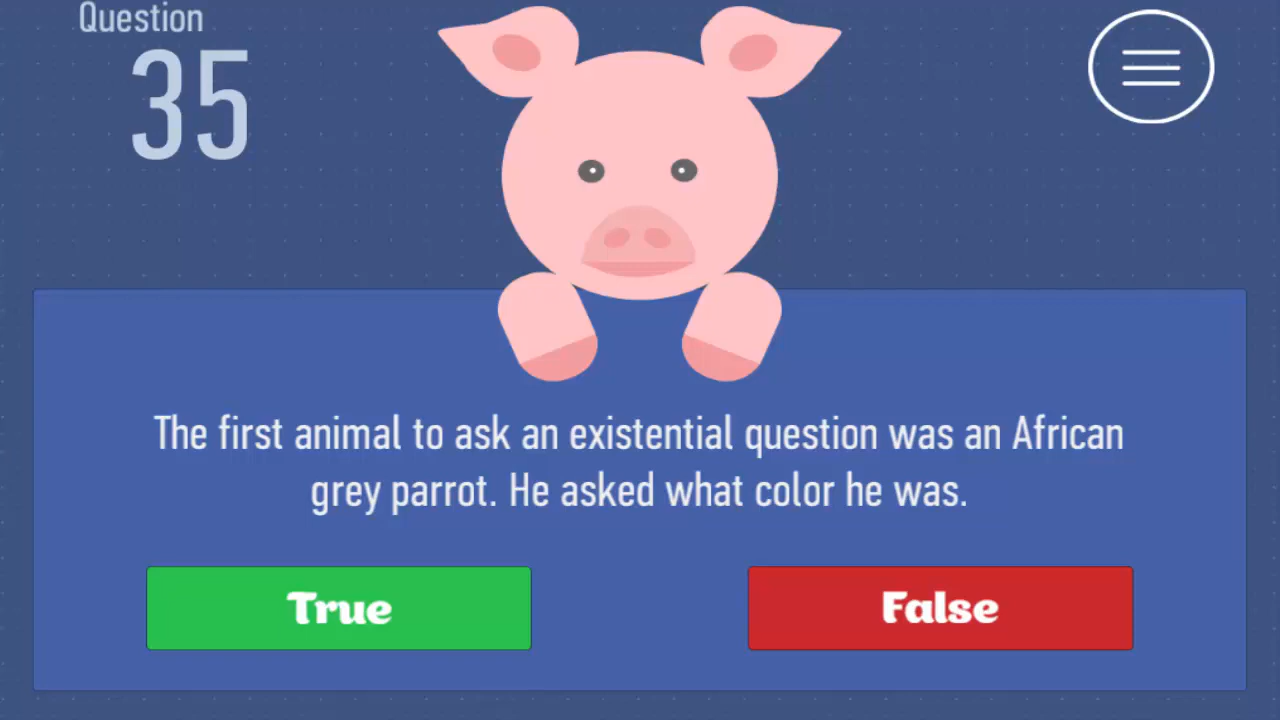 Question
35
The first animal to ask an existential question was an African
grey parrot. He asked what color he was.
True
False